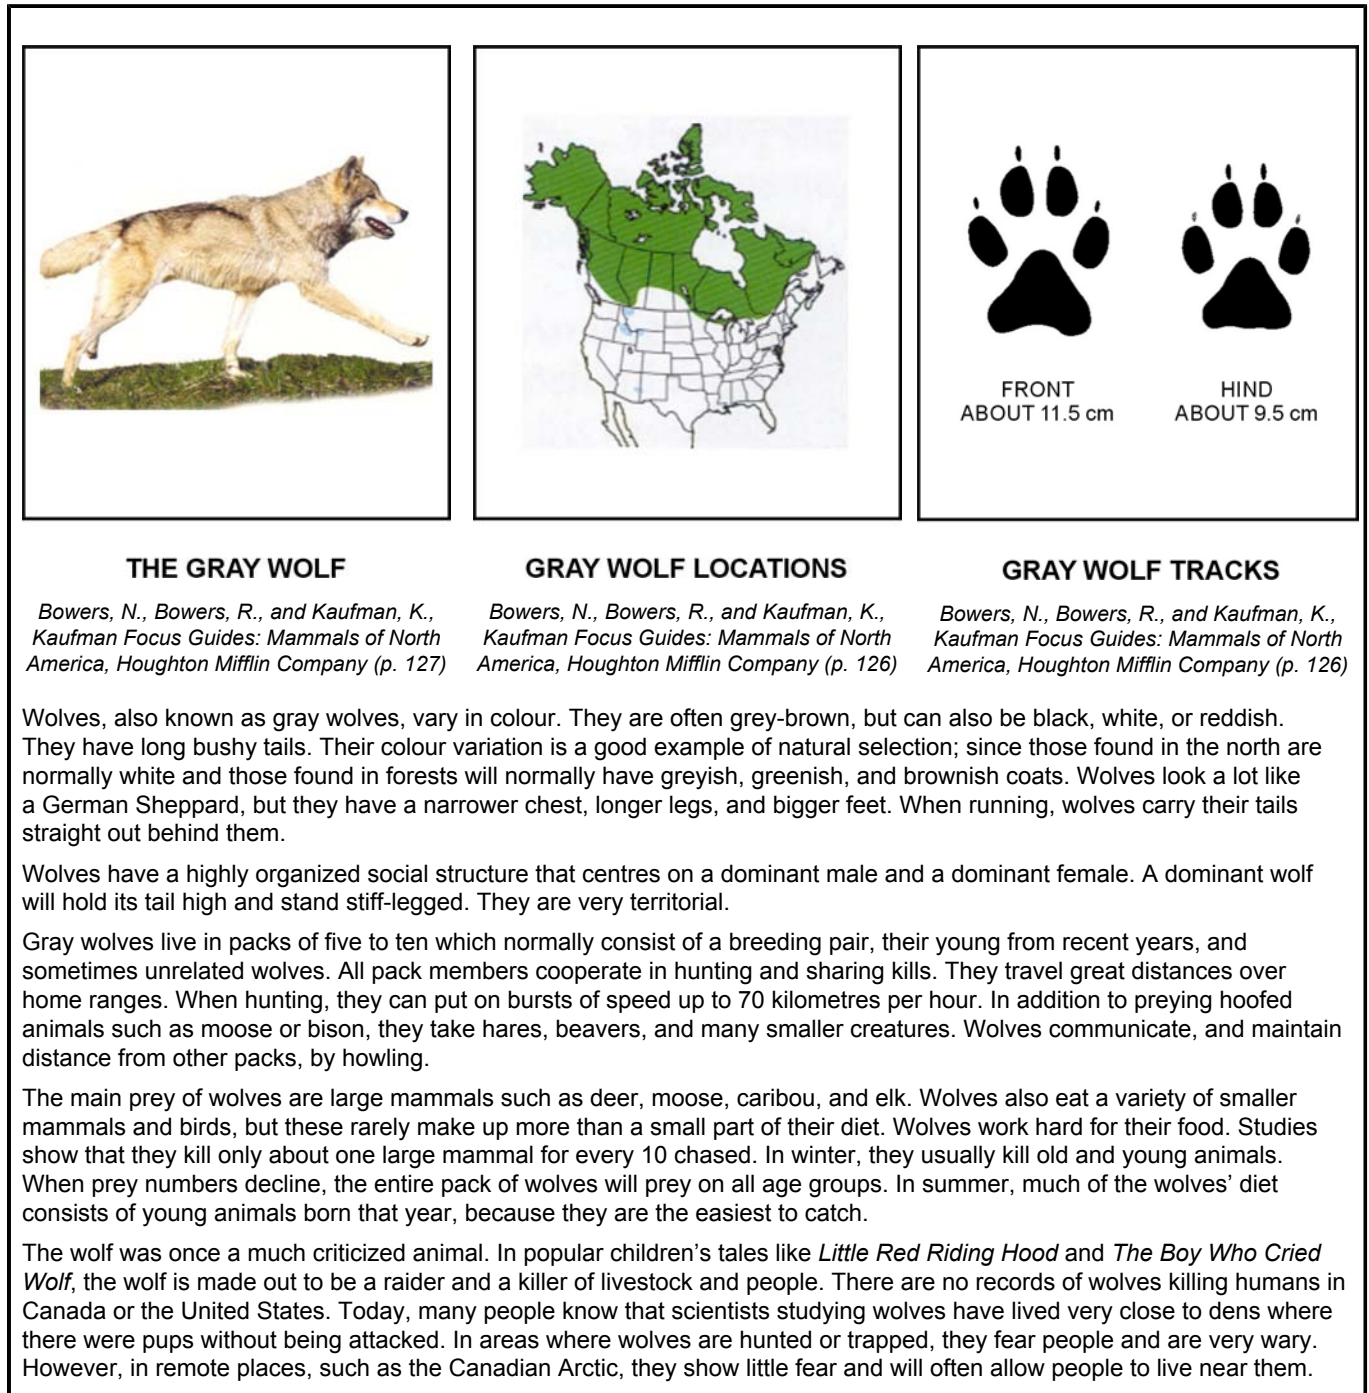 FRONT
ABOUT 11.5 cm
HIND
ABOUT 9.5 cm
THE GRAY WOLF
Bowers, N., Bowers, R., and Kaufman, K.,
Kaufman Focus Guides: Mammals of North
America, Houghton Mifflin Company (p. 127)
GRAY WOLF LOCATIONS
Bowers, N., Bowers, R., and Kaufman, K.,
Kaufman Focus Guides: Mammals of North
America, Houghton Mifflin Company (p. 126)
GRAY WOLF TRACKS
Bowers, N., Bowers, R., and Kaufman, K.,
Kaufman Focus Guides: Mammals of North
America, Houghton Mifflin Company (p. 126)
Wolves, also known as gray wolves, vary in colour. They are often grey-brown, but can also be black, white, or reddish.
They have long bushy tails. Their colour variation is a good example of natural selection; since those found in the north are
normally white and those found in forests will normally have greyish, greenish, and brownish coats. Wolves look a lot like
a German Sheppard, but they have a narrower chest, longer legs, and bigger feet. When running, wolves carry their tails
straight out behind them.
Wolves have a highly organized social structure that centres on a dominant male and a dominant female. A dominant wolf
will hold its tail high and stand stiff-legged. They are very territorial.
Gray wolves live in packs of five to ten which normally consist of a breeding pair, their young from recent years, and
sometimes unrelated wolves. All pack members cooperate in hunting and sharing kills. They travel great distances over
home ranges. When hunting, they can put on bursts of speed up to 70 kilometres per hour. In addition to preying hoofed
animals such as moose or bison, they take hares, beavers, and many smaller creatures. Wolves communicate, and maintain
distance from other packs, by howling.
The main prey of wolves are large mammals such as deer, moose, caribou, and elk. Wolves also eat a variety of smaller
mammals and birds, but these rarely make up more than a small part of their diet. Wolves work hard for their food. Studies
show that they kill only about one large mammal for every 10 chased. In winter, they usually kill old and young animals.
When prey numbers decline, the entire pack of wolves will prey on all age groups. In summer, much of the wolves' diet
consists of young animals born that year, because they are the easiest to catch.
The wolf was once a much criticized animal. In popular children's tales like Little Red Riding Hood and The Boy Who Cried
Wolf, the wolf is made out to be a raider and a killer of livestock and people. There are no records of wolves killing humans in
Canada or the United States. Today, many people know that scientists studying wolves have lived very close to dens where
there were pups without being attacked. In areas where wolves are hunted or trapped, they fear people and are very wary.
However, in remote places, such as the Canadian Arctic, they show little fear and will often allow people to live near them.